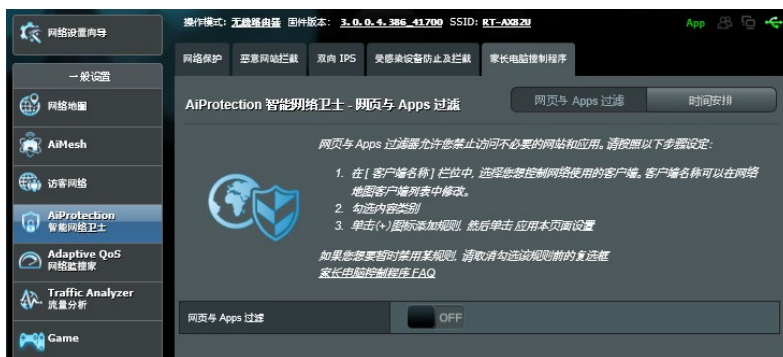 操作模式: 无线路由器 固件版本: 3.0.0.4.386_41700 SSID: RT-AX82U App
网络设置向导
一般设置
网络地图
AiMesh
访客网络
AiProtection
智能网络卫士
Adaptive QoS
网络监控家
Traffic Analyzer
流量分析
Game
网络保护 恶意网站拦截 双向 IPS 受感染设备防止及拦截 家长电脑控制程序
AiProtection 智能网络卫士 - 网页与 Apps 过滤 网页与 Apps 过滤 时间安排
网页与 Apps 过滤器允许您禁止访问不必要的网站和应用。请按照以下步骤设定:
1. 在 [ 客户端名称 ] 栏位中, 选择您想控制网络使用的客户端。客户端名称可以在网络
地图客户端列表中修改。
2. 勾选内容类别
3. 单击(+)图标添加规则, 然后单击 应用本页面设置
如果您想要暂时禁用某规则, 请取消勾选该规则前的复选框
家长电脑控制程序 FAQ
网页与 Apps 过滤 OFF